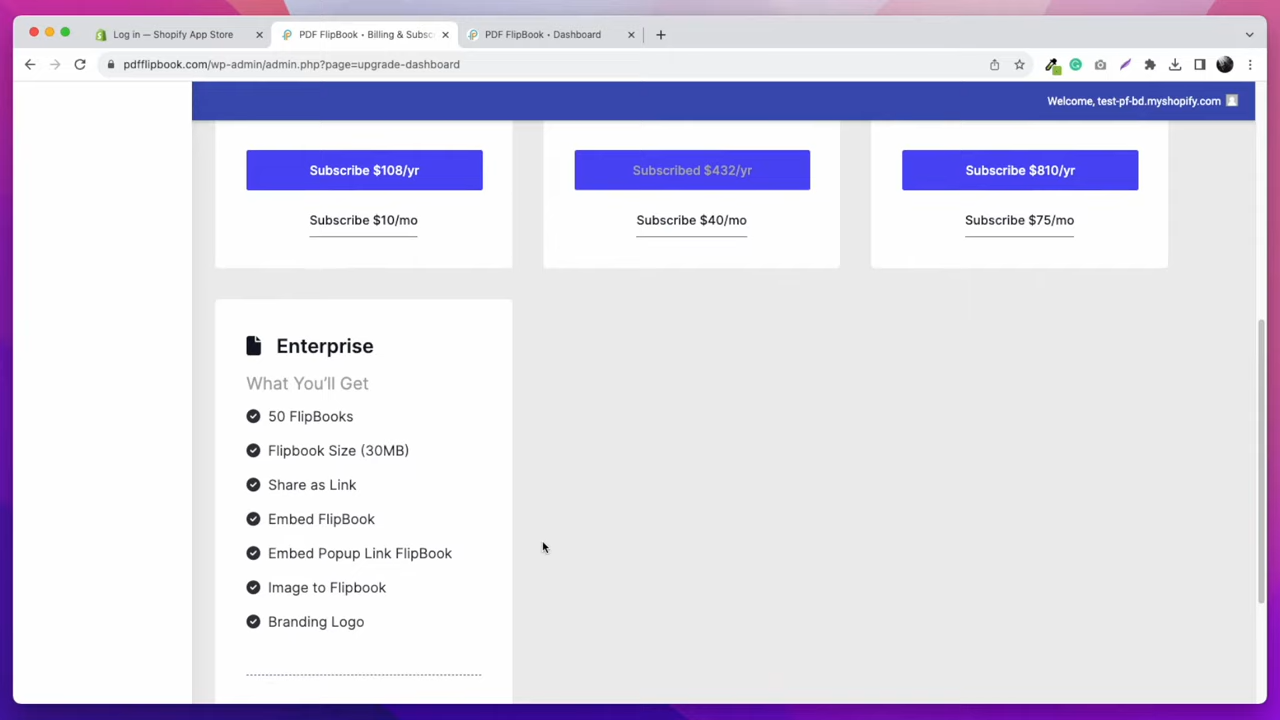 Log in — Shopify App Store
PDF FlipBook • Billing & Subsc
PDF FlipBook • Dashboard
pdfflipbook.com/wp-admin/admin.php?page=upgrade-dashboard
Welcome, test-pf-bd.myshopify.com
Subscribe $108/yr
Subscribed $432/yr
Subscribe $810/yr
Subscribe $10/mo
Subscribe $40/mo
Subscribe $75/mo
Enterprise
What You'll Get
50 FlipBooks
Flipbook Size (30MB)
Share as Link
Embed FlipBook
Embed Popup Link FlipBook
Image to Flipbook
Branding Logo